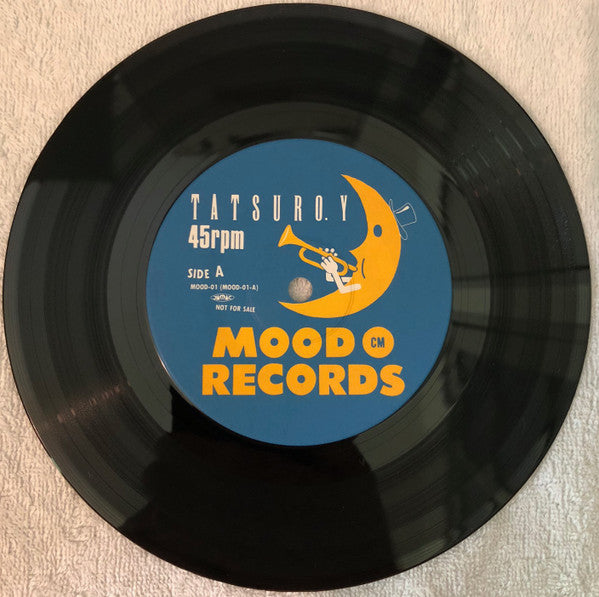 TATSURO.Y
45rpm
SIDE A
MOOD-01 (MOOD-01-A)
NOT FOR SALE
MOOD CM
RECORDS